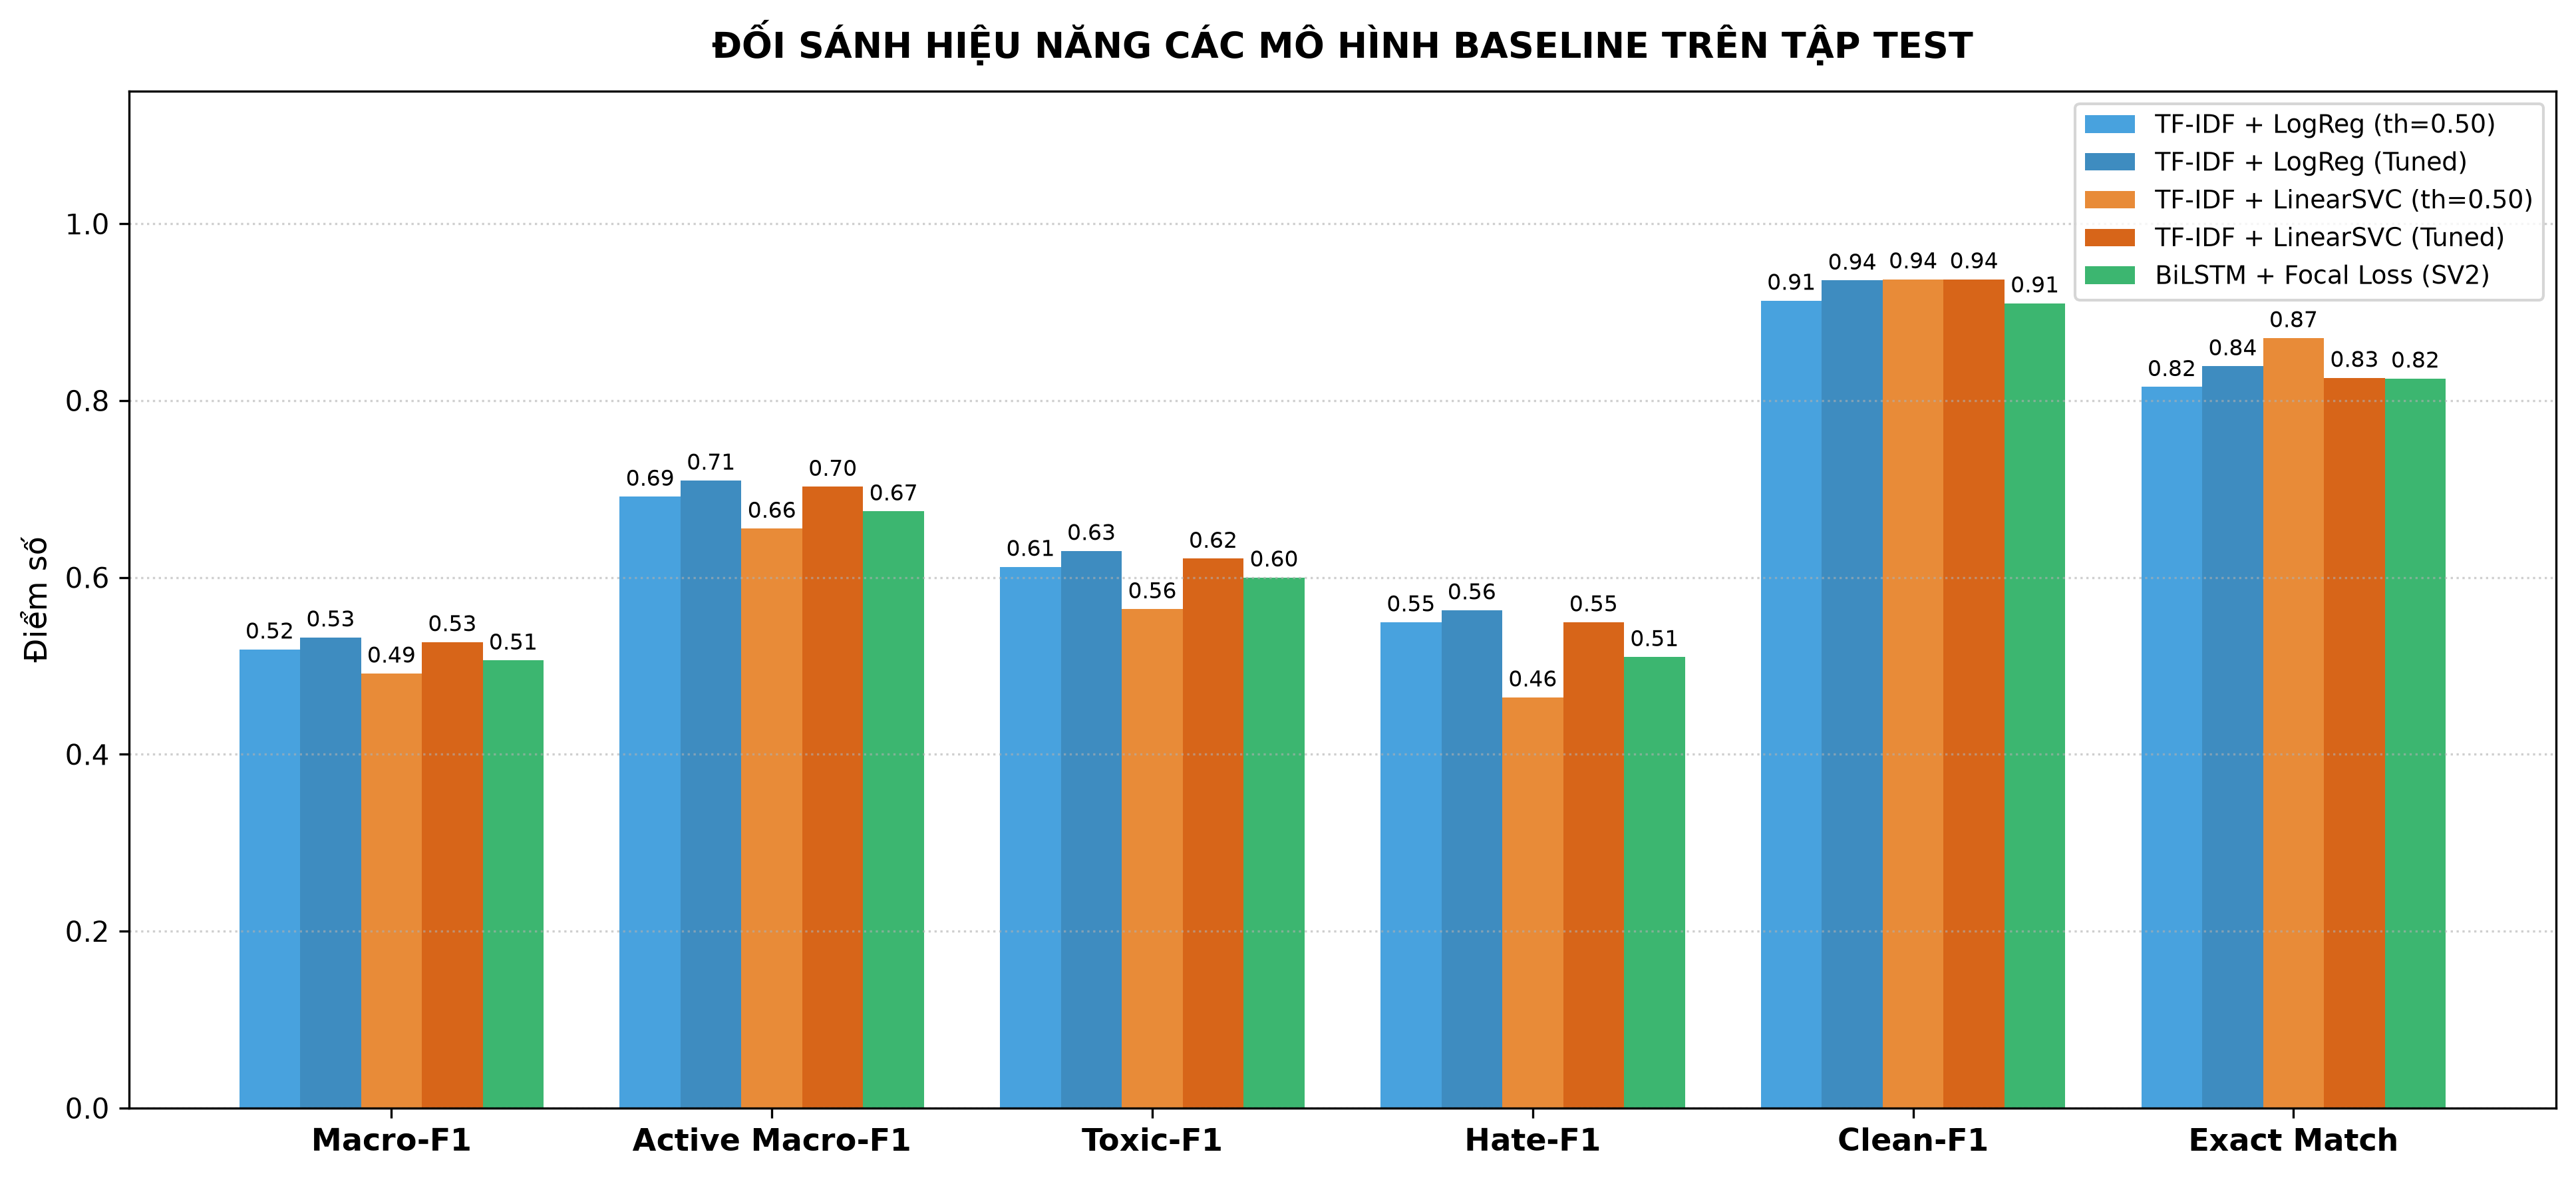 ĐỐI SÁNH HIỆU NĂNG CÁC MÔ HÌNH BASELINE TRÊN TẬP TEST
TF-IDF + LogReg (th=0.50)
TF-IDF + LogReg (Tuned)
TF-IDF + LinearSVC (th=0.50)
TF-IDF + LinearSVC (Tuned)
BiLSTM + Focal Loss (SV2)
Điểm số
1.0
0.8
0.6
0.4
0.2
0.0
0.52 0.53 0.49 0.53 0.51
0.69 0.71 0.66 0.70 0.67
0.61 0.63 0.56 0.62 0.60
0.55 0.56 0.46 0.55 0.51
0.91 0.94 0.94 0.94 0.91
0.82 0.84 0.87 0.83 0.82
Macro-F1 Active Macro-F1 Toxic-F1 Hate-F1 Clean-F1 Exact Match